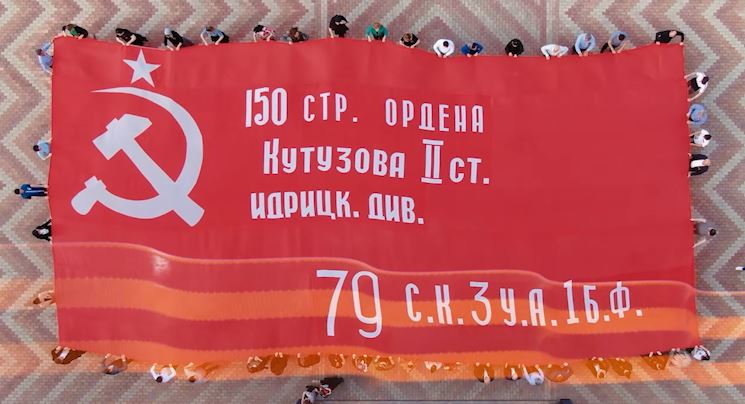 150 СТР. ОРДЕНА
КУТУЗОВА II СТ.
ИДРИЦК. ДИВ.
79 С.К. 3 У.А. 1 Б.Ф.